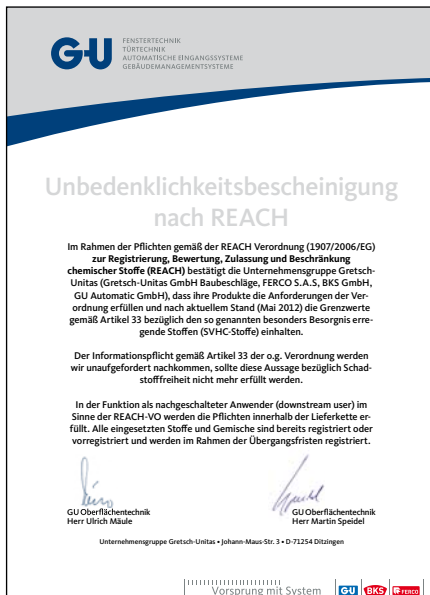 G-U
FENSTERTECHNIK
TÜRTECHNIK
AUTOMATISCHE EINGANGSSYSTEME
GEBÄUDEMANAGEMENTSYSTEME
Unbedenklichkeitsbescheinigung
nach REACH
Im Rahmen der Pflichten gemäß der REACH Verordnung (1907/2006/EG)
zur Registrierung, Bewertung, Zulassung und Beschränkung
chemischer Stoffe (REACH) bestätigt die Unternehmensgruppe Gretsch-
Unitas (Gretsch-Unitas GmbH Baubeschläge, FERCO S.A.S, BKS GmbH,
GU Automatic GmbH), dass ihre Produkte die Anforderungen der Ver-
ordnung erfüllen und nach aktuellem Stand (Mai 2012) die Grenzwerte
gemäß Artikel 33 bezüglich den so genannten besonders Besorgnis erre-
gende Stoffen (SVHC-Stoffe) einhalten.
Der Informationspflicht gemäß Artikel 33 der o.g. Verordnung werden
wir unaufgefordert nachkommen, sollte diese Aussage bezüglich Schad-
stofffreiheit nicht mehr erfüllt werden.
In der Funktion als nachgeschalteter Anwender (downstream user) im
Sinne der REACH-VO werden die Pflichten innerhalb der Lieferkette er-
füllt. Alle eingesetzten Stoffe und Gemische sind bereits registriert oder
vorregistriert und werden im Rahmen der Übergangsfristen registriert.
GU Oberflächentechnik GU Oberflächentechnik
Herr Ulrich Mäule Herr Martin Speidel
Unternehmensgruppe Gretsch-Unitas • Johann-Maus-Str. 3 • D-71254 Ditzingen
Vorsprung mit System G-U BKS FERCO